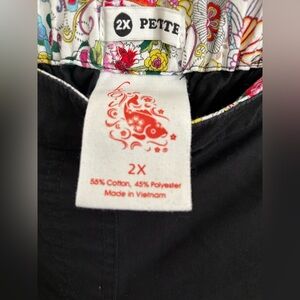 2X PETITE
2X
55% Cotton, 45% Polyester
Made in Vietnam